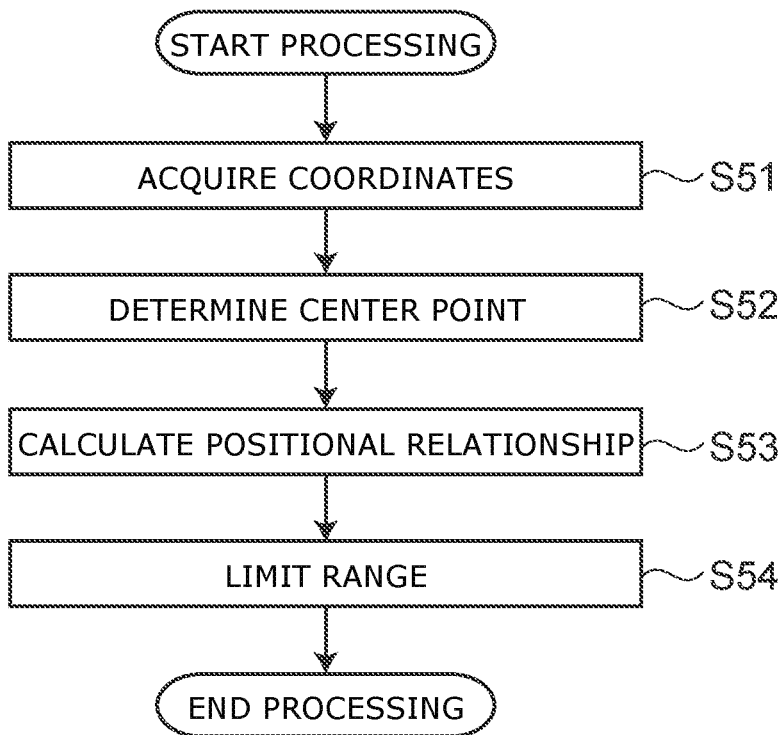 START PROCESSING
ACQUIRE COORDINATES S51
DETERMINE CENTER POINT S52
CALCULATE POSITIONAL RELATIONSHIP S53
LIMIT RANGE S54
END PROCESSING